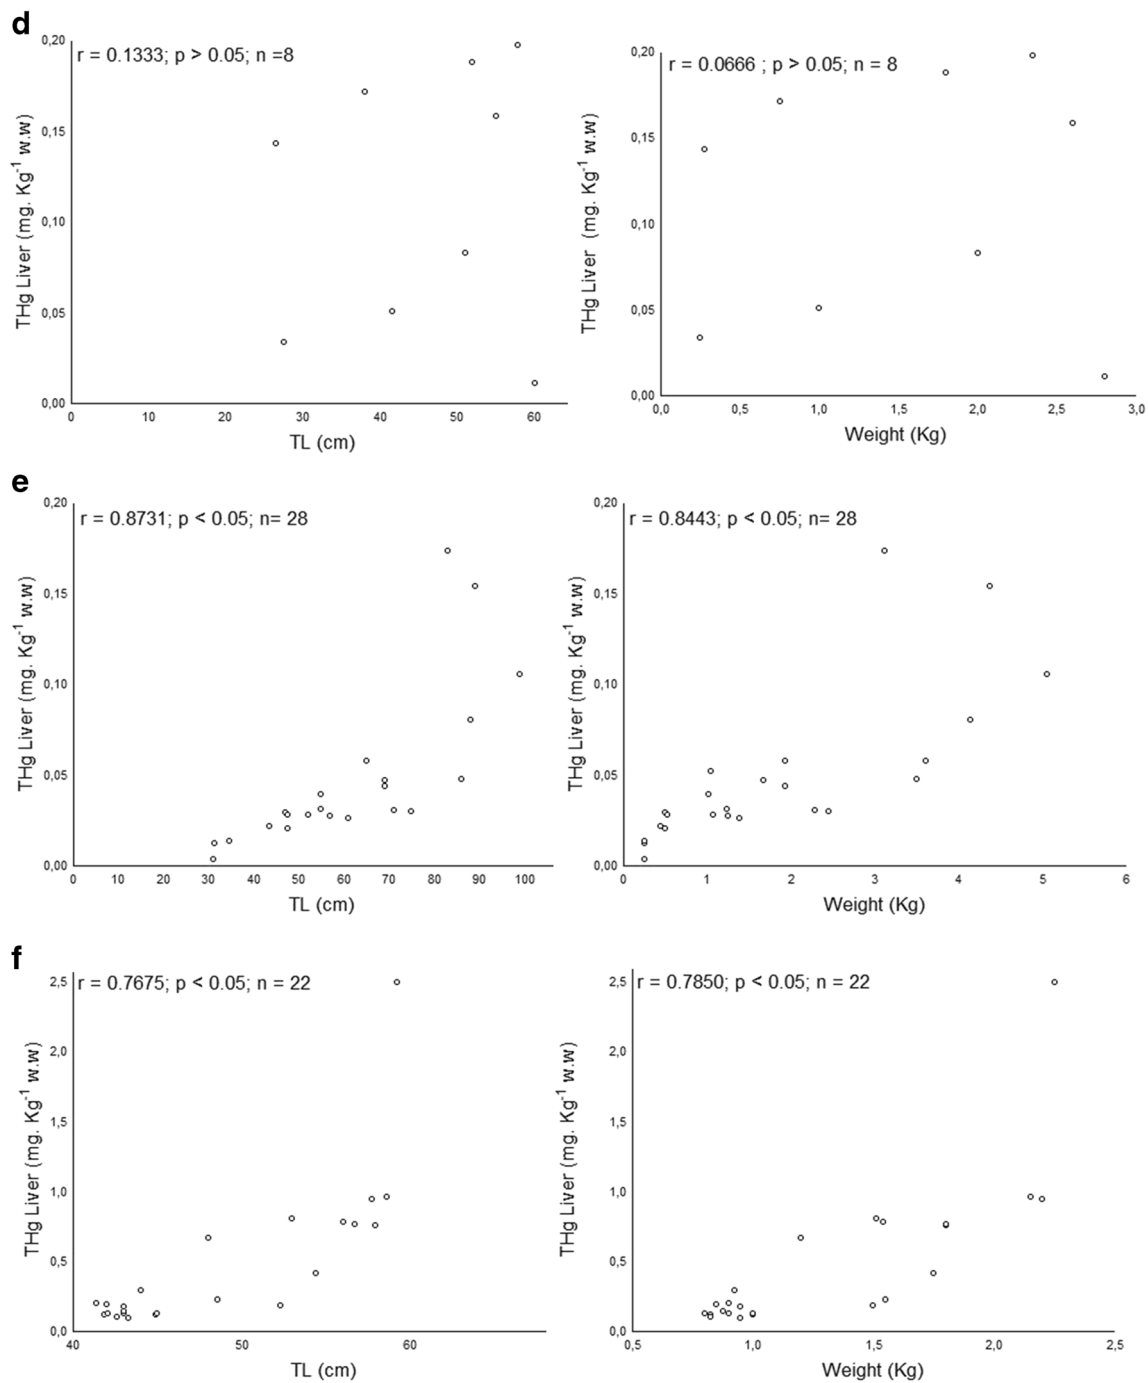 d
r = 0.1333; p > 0.05; n =8
THg Liver (mg. Kg-1 w.w)
0,20
0,15
0,10
0,05
0,00
0 10 20 30 40 50 60
TL (cm)
r = 0.0666 ; p > 0.05; n = 8
THg Liver (mg. Kg-1 w.w)
0,20
0,15
0,10
0,05
0,00
0,0 0,5 1,0 1,5 2,0 2,5 3,0
Weight (Kg)
e
r = 0.8731; p < 0.05; n= 28
THg Liver (mg. Kg-1 w.w)
0,20
0,15
0,10
0,05
0,00
0 10 20 30 40 50 60 70 80 90 100
TL (cm)
r = 0.8443; p < 0.05; n= 28
THg Liver (mg. Kg-1 w.w)
0,20
0,15
0,10
0,05
0,00
0 1 2 3 4 5 6
Weight (Kg)
f
r = 0.7675; p < 0.05; n = 22
THg Liver (mg. Kg-1 w.w)
2,5
2,0
1,5
1,0
0,5
0,0
40 50 60
TL (cm)
r = 0.7850; p < 0.05; n = 22
THg Liver (mg. Kg-1 w.w)
2,5
2,0
1,5
1,0
0,5
0,0
0,5 1,0 1,5 2,0 2,5
Weight (Kg)